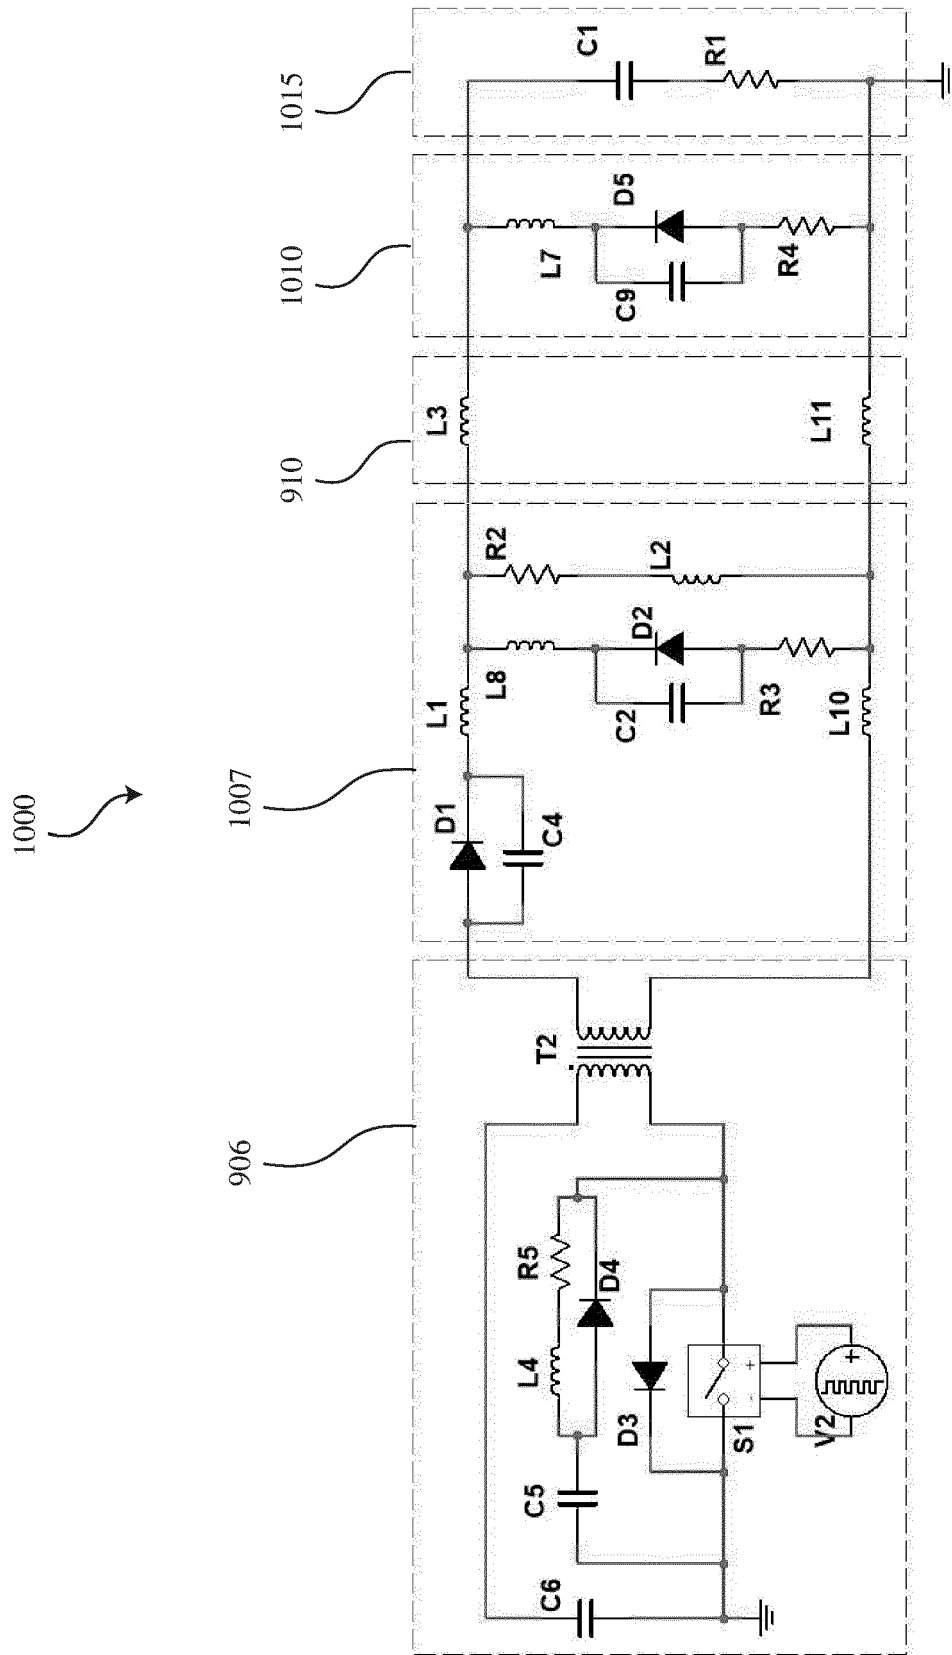 1000
906
1007
910
1010
1015
C6
C5
L4
R5
D4
D3
S1
V2
T2
D1
C4
L1
L8
R2
L2
D2
C2
R3
L10
L3
L11
L7
D5
C9
R4
C1
R1
+
-
+